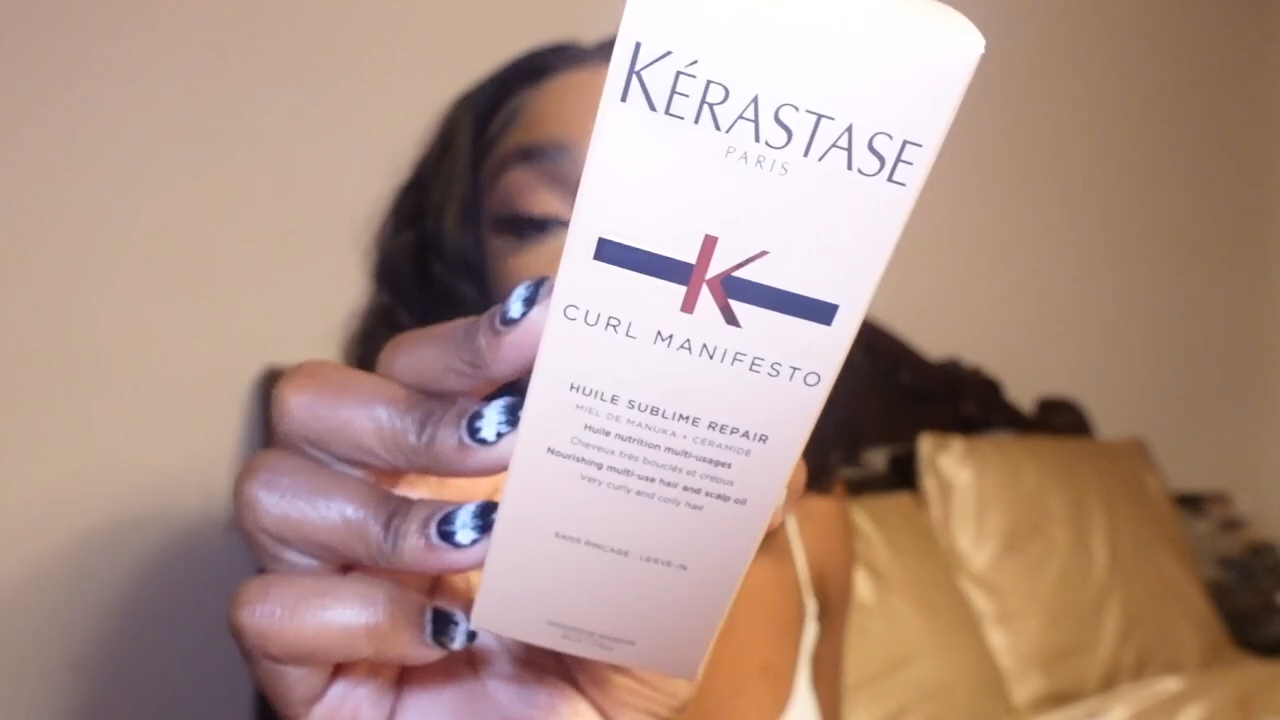 KÉRASTASE
PARIS
K
CURL MANIFESTO
HUILE SUBLIME REPAIR
MIEL DE MANUKA + CÉRAMIDE
Huile nutrition multi-usages
Cheveux très bouclés et crépus
Nourishing multi-use hair and scalp oil
Very curly and coily hair
SANS RINÇAGE - LEAVE-IN